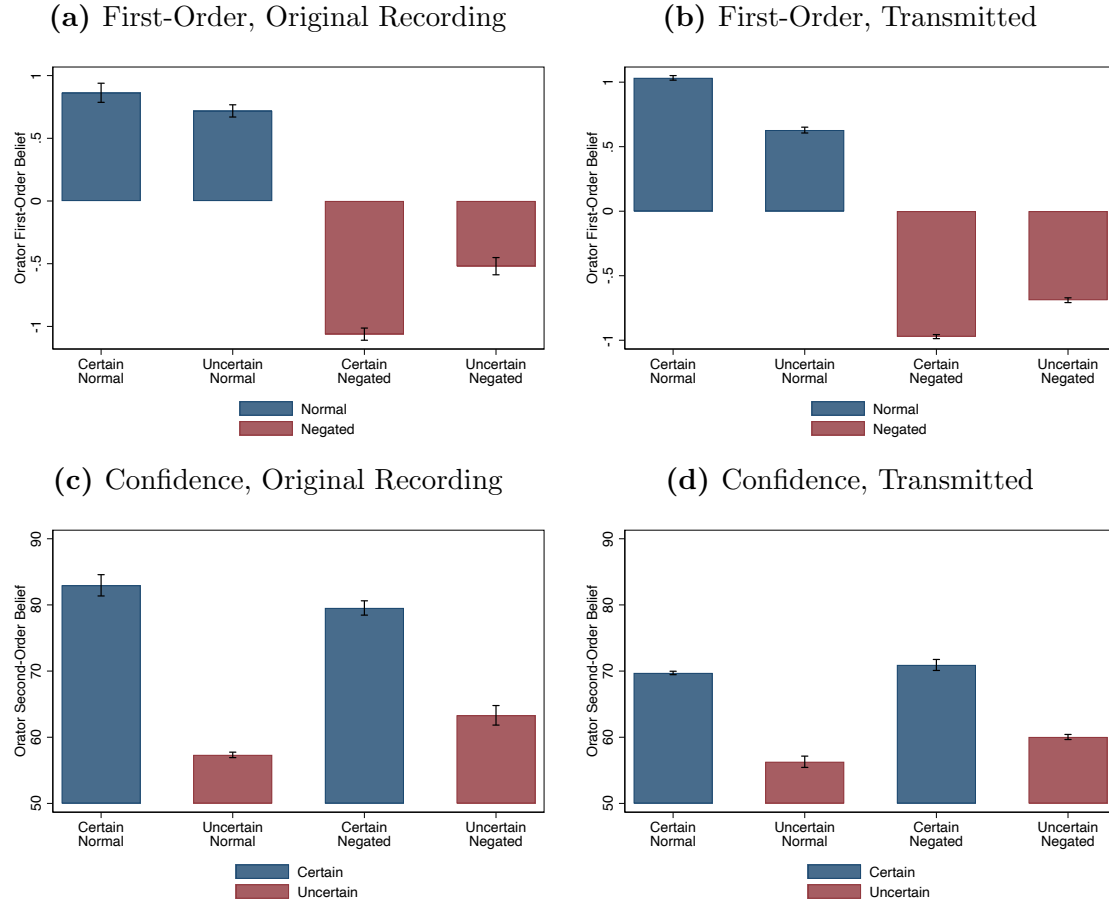 (a) First-Order, Original Recording
Orator First-Order Belief
1
.5
0
-.5
-1
Certain Normal
Uncertain Normal
Certain Negated
Uncertain Negated
Normal
Negated
(b) First-Order, Transmitted
Orator First-Order Belief
1
.5
0
-.5
-1
Certain Normal
Uncertain Normal
Certain Negated
Uncertain Negated
Normal
Negated
(c) Confidence, Original Recording
Orator Second-Order Belief
90
80
70
60
50
Certain Normal
Uncertain Normal
Certain Negated
Uncertain Negated
Certain
Uncertain
(d) Confidence, Transmitted
Orator Second-Order Belief
90
80
70
60
50
Certain Normal
Uncertain Normal
Certain Negated
Uncertain Negated
Certain
Uncertain